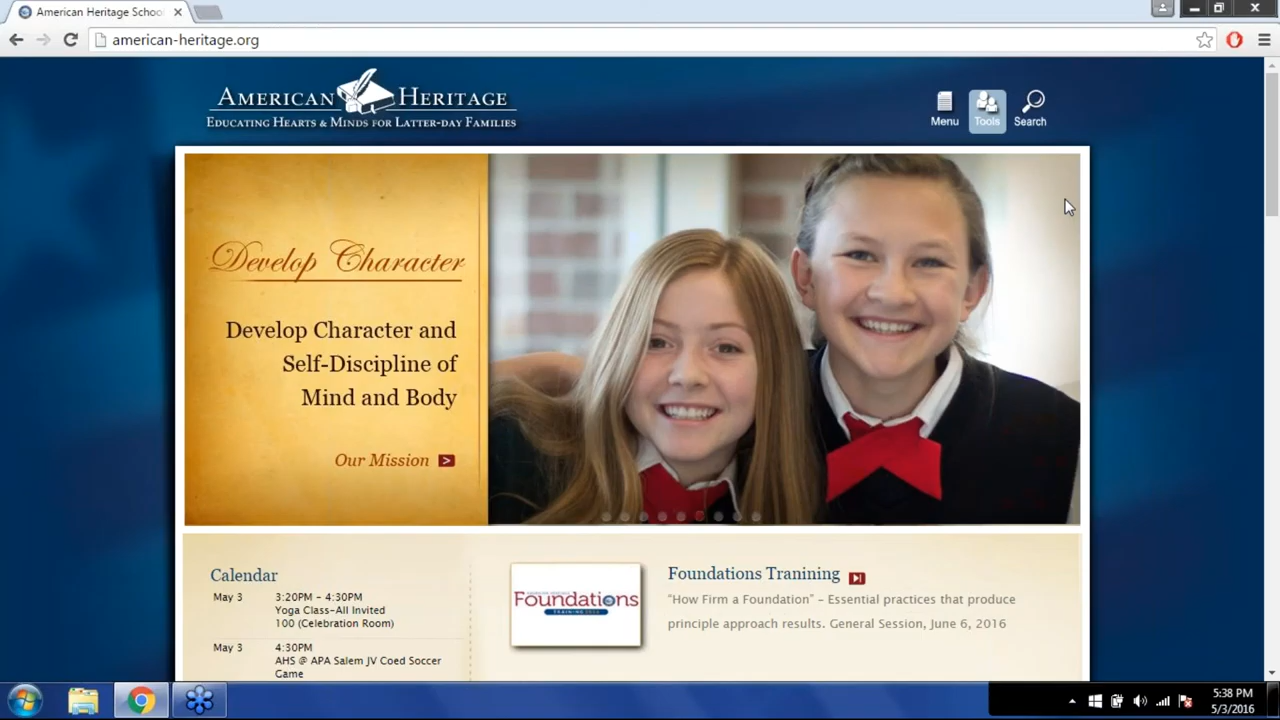 American Heritage School
american-heritage.org
AMERICAN HERITAGE
EDUCATING HEARTS & MINDS FOR LATTER-DAY FAMILIES
Menu
Tools
Search
Develop Character
Develop Character and
Self-Discipline of
Mind and Body
Our Mission
Calendar
May 3
3:20PM – 4:30PM
Yoga Class–All Invited
100 (Celebration Room)
May 3
4:30PM
AHS @ APA Salem JV Coed Soccer
Game
Foundations
Foundations Tranining
“How Firm a Foundation” – Essential practices that produce
principle approach results. General Session, June 6, 2016
5:38 PM
5/3/2016